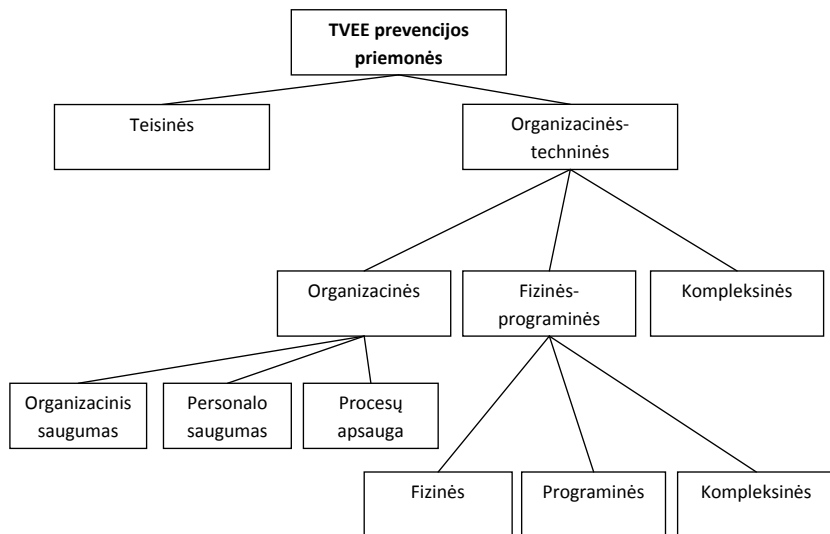 TVEE prevencijos
priemonės
Teisinės
Organizacinės-
techninės
Organizacinės
Fizinės-
programinės
Kompleksinės
Organizacinis
saugumas
Personalo
saugumas
Procesų
apsauga
Fizinės
Programinės
Kompleksinės